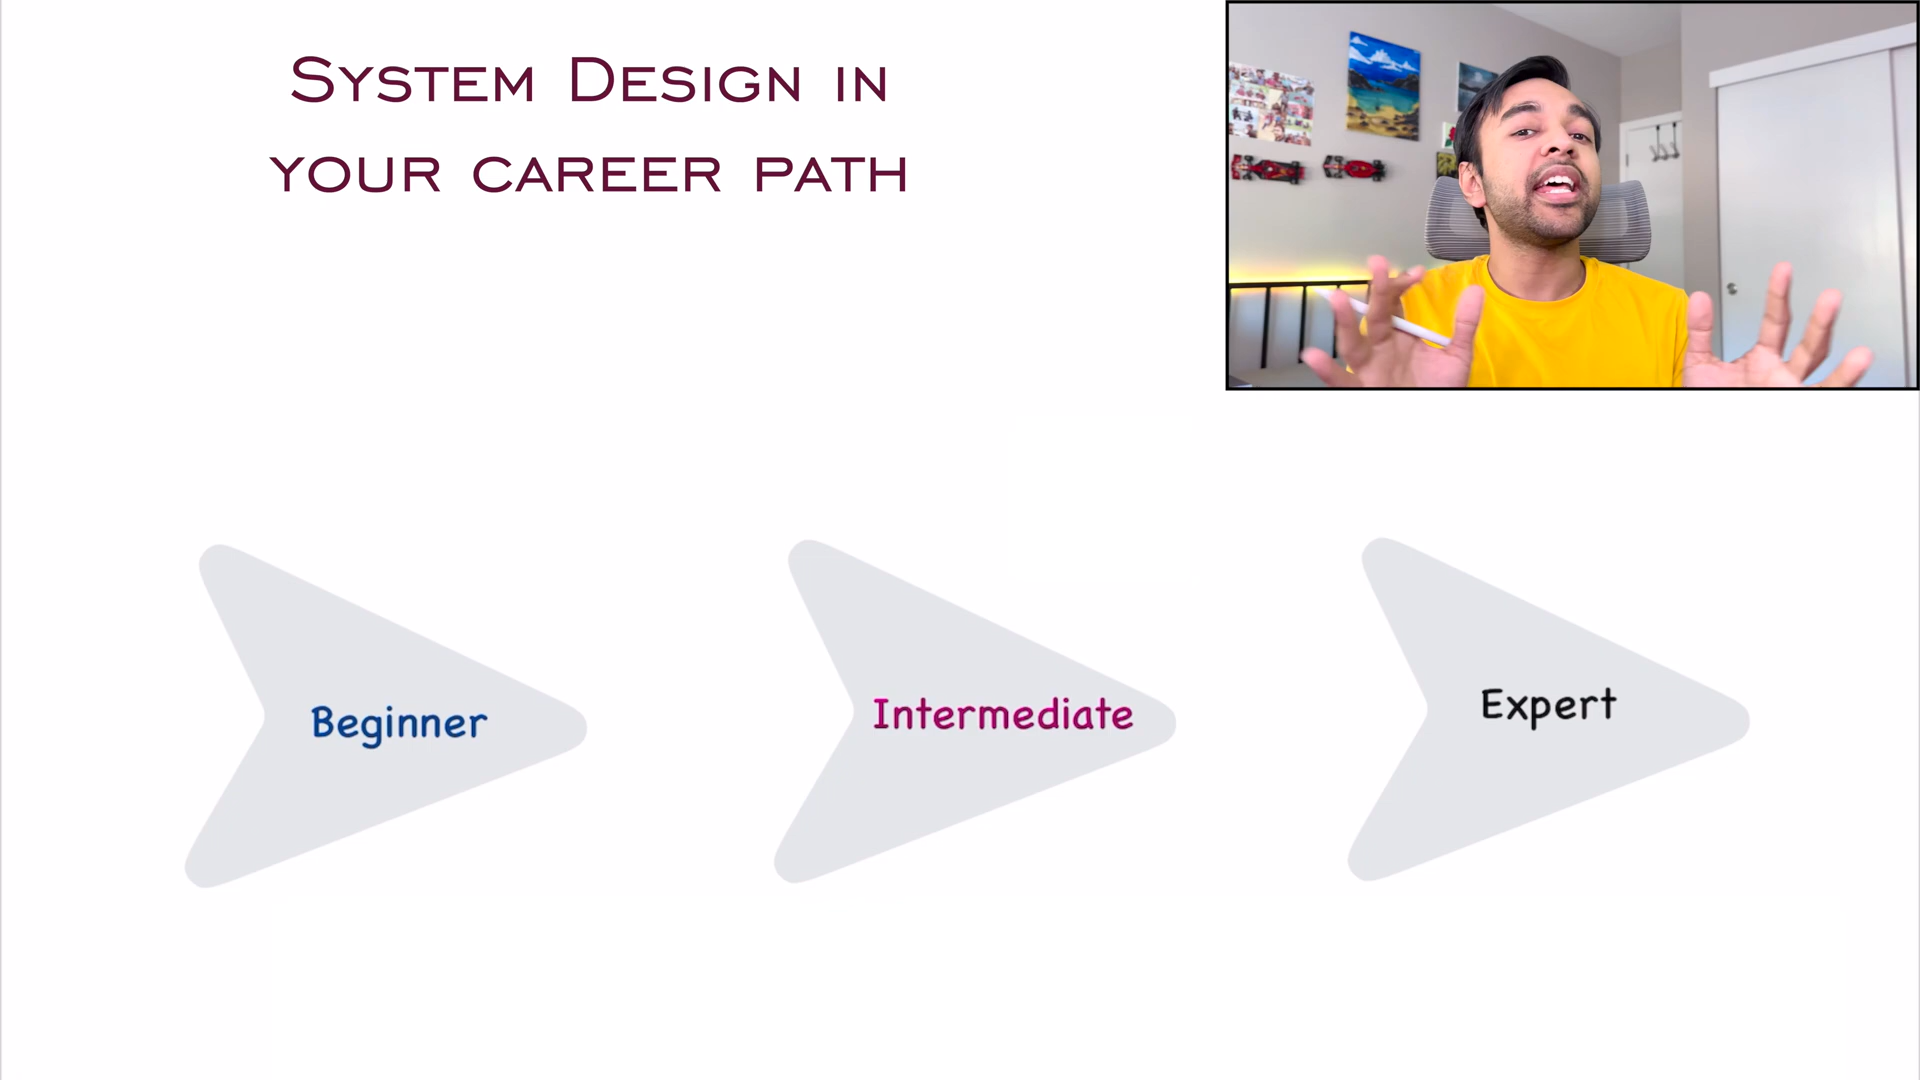 SYSTEM DESIGN IN
YOUR CAREER PATH
Beginner
Intermediate
Expert